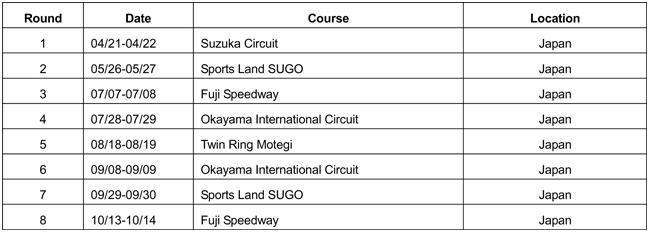 Round Date Course Location
1 04/21-04/22 Suzuka Circuit Japan
2 05/26-05/27 Sports Land SUGO Japan
3 07/07-07/08 Fuji Speedway Japan
4 07/28-07/29 Okayama International Circuit Japan
5 08/18-08/19 Twin Ring Motegi Japan
6 09/08-09/09 Okayama International Circuit Japan
7 09/29-09/30 Sports Land SUGO Japan
8 10/13-10/14 Fuji Speedway Japan